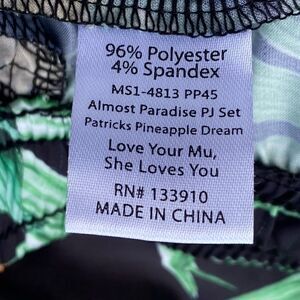 96% Polyester
4% Spandex
MS1-4813 PP45
Almost Paradise PJ Set
Patricks Pineapple Dream
Love Your Mu,
She Loves You
RN# 133910
MADE IN CHINA